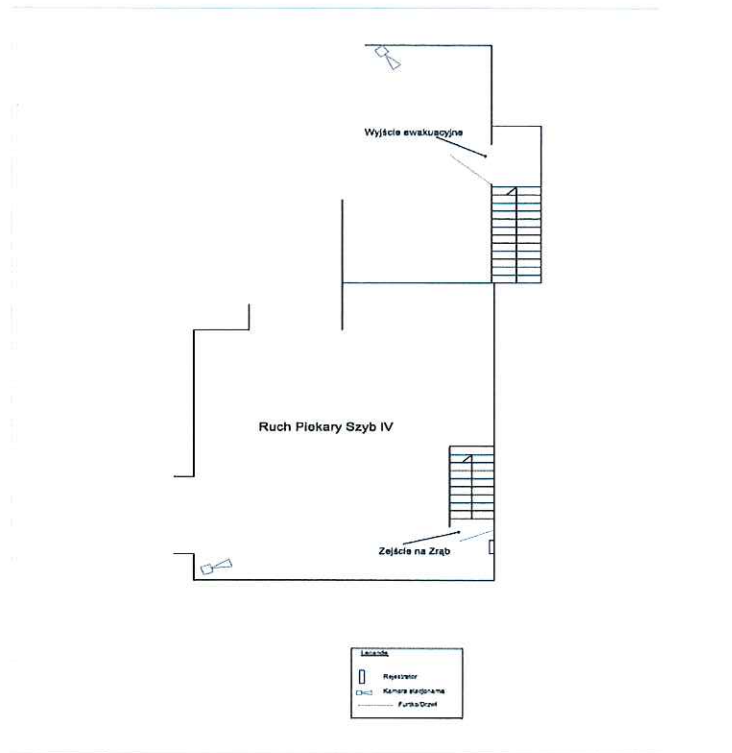 Wyjście ewakuacyjne
Ruch Piekary Szyb IV
Zejście na Zrąb
Legenda
Rejestrator
Kamera stacjonarna
Furtka/Drzwi